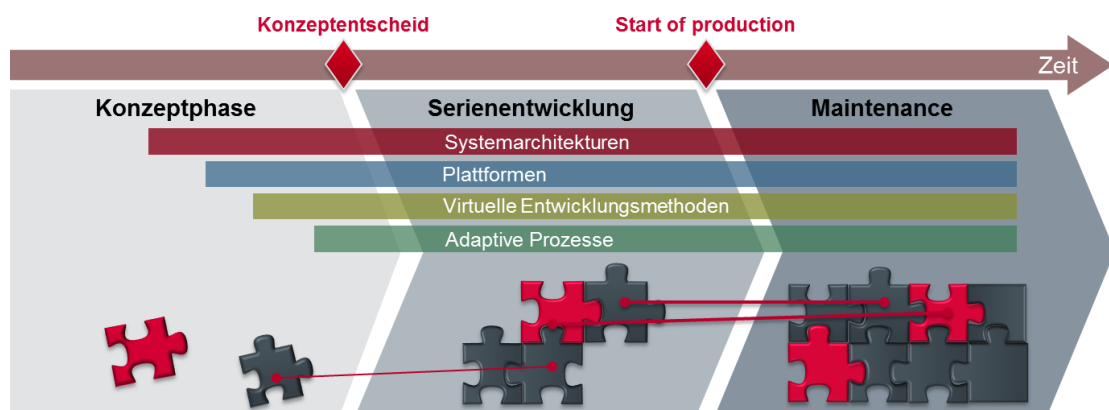 Konzeptentscheid
Start of production
Zeit
Konzeptphase
Serienentwicklung
Maintenance
Systemarchitekturen
Plattformen
Virtuelle Entwicklungsmethoden
Adaptive Prozesse